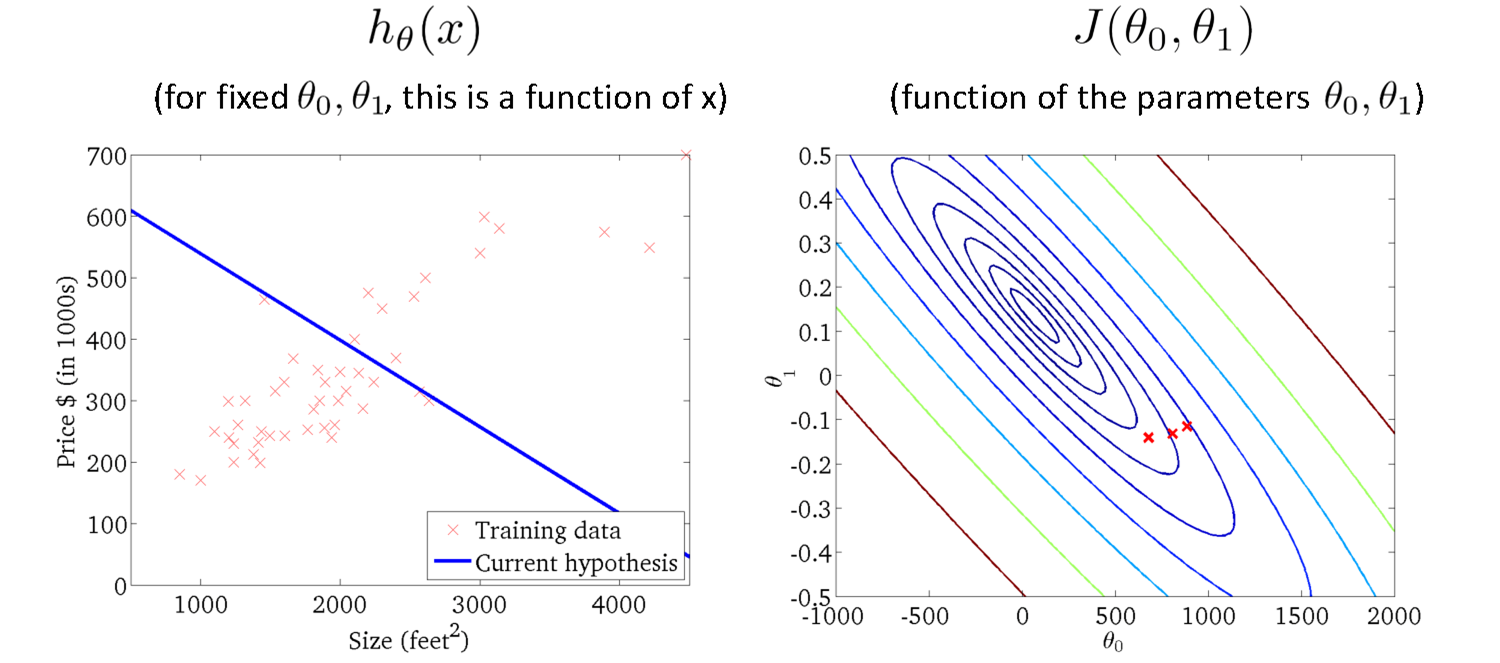 hθ(x)
(for fixed θ0, θ1, this is a function of x)
700
600
500
400
300
200
100
0
Price $ (in 1000s)
1000 2000 3000 4000
Size (feet²)
Training data
Current hypothesis
J(θ0, θ1)
(function of the parameters θ0, θ1)
0.5
0.4
0.3
0.2
0.1
0
-0.1
-0.2
-0.3
-0.4
-0.5
θ1
-1000 -500 0 500 1000 1500 2000
θ0